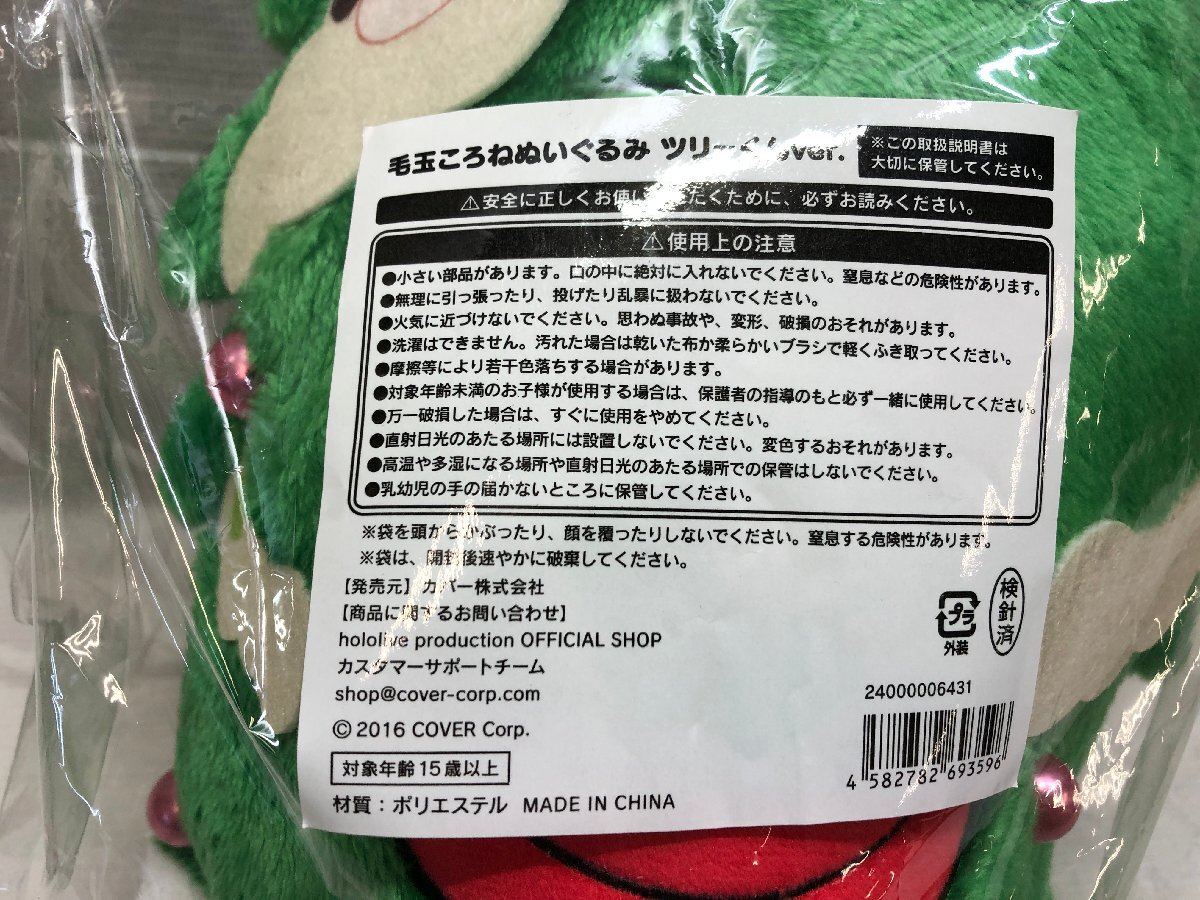 毛玉ころねぬいぐるみ ツリーくんver.
※この取扱説明書は
大切に保管してください。
⚠安全に正しくお使いいただくために、必ずお読みください。
⚠使用上の注意
●小さい部品があります。口の中に絶対に入れないでください。窒息などの危険性があります。
●無理に引っ張ったり、投げたり乱暴に扱わないでください。
●火気に近づけないでください。思わぬ事故や、変形、破損のおそれがあります。
●洗濯はできません。汚れた場合は乾いた布か柔らかいブラシで軽くふき取ってください。
●摩擦等により若干色落ちする場合があります。
●対象年齢未満のお子様が使用する場合は、保護者の指導のもと必ず一緒に使用してください。
●万一破損した場合は、すぐに使用をやめてください。
●直射日光のあたる場所には設置しないでください。変色するおそれがあります。
●高温や多湿になる場所や直射日光のあたる場所での保管はしないでください。
●乳幼児の手の届かないところに保管してください。
※袋を頭からかぶったり、顔を覆ったりしないでください。窒息する危険性があります。
※袋は、開封後速やかに破棄してください。
【発売元】カバー株式会社
【商品に関するお問い合わせ】
hololive production OFFICIAL SHOP
カスタマーサポートチーム
shop@cover-corp.com
© 2016 COVER Corp.
対象年齢15歳以上
材質：ポリエステル MADE IN CHINA
プラ
外装
検針済
24000006431
4 582782 693596